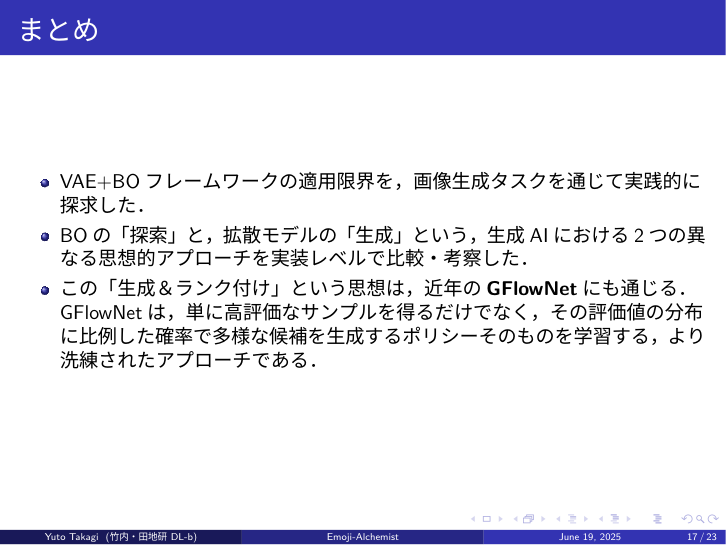 まとめ
VAE+BO フレームワークの適用限界を，画像生成タスクを通じて実践的に
探求した．
BO の「探索」と，拡散モデルの「生成」という，生成 AI における 2 つの異
なる思想的アプローチを実装レベルで比較・考察した．
この「生成＆ランク付け」という思想は，近年の GFlowNet にも通じる．
GFlowNet は，単に高評価なサンプルを得るだけでなく，その評価値の分布
に比例した確率で多様な候補を生成するポリシーそのものを学習する，より
洗練されたアプローチである．
Yuto Takagi (竹内・田地研 DL-b)
Emoji-Alchemist
June 19, 2025
17 / 23